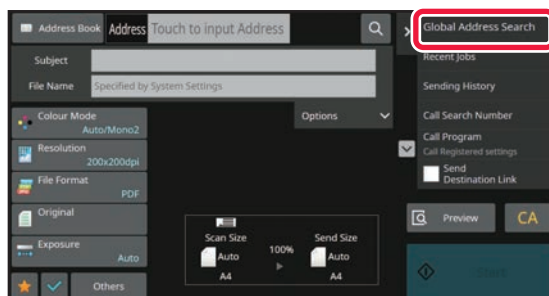 Address Book
Address
Touch to input Address
Global Address Search
Subject
Recent Jobs
File Name
Specified by System Settings
Sending History
Colour Mode
Auto/Mono2
Options
Call Search Number
Resolution
200x200dpi
Call Program
Call Registered settings
File Format
PDF
Send
Destination Link
Original
Preview
CA
Scan Size
Send Size
Exposure
Auto
Auto
100%
Auto
A4
A4
Others
Start